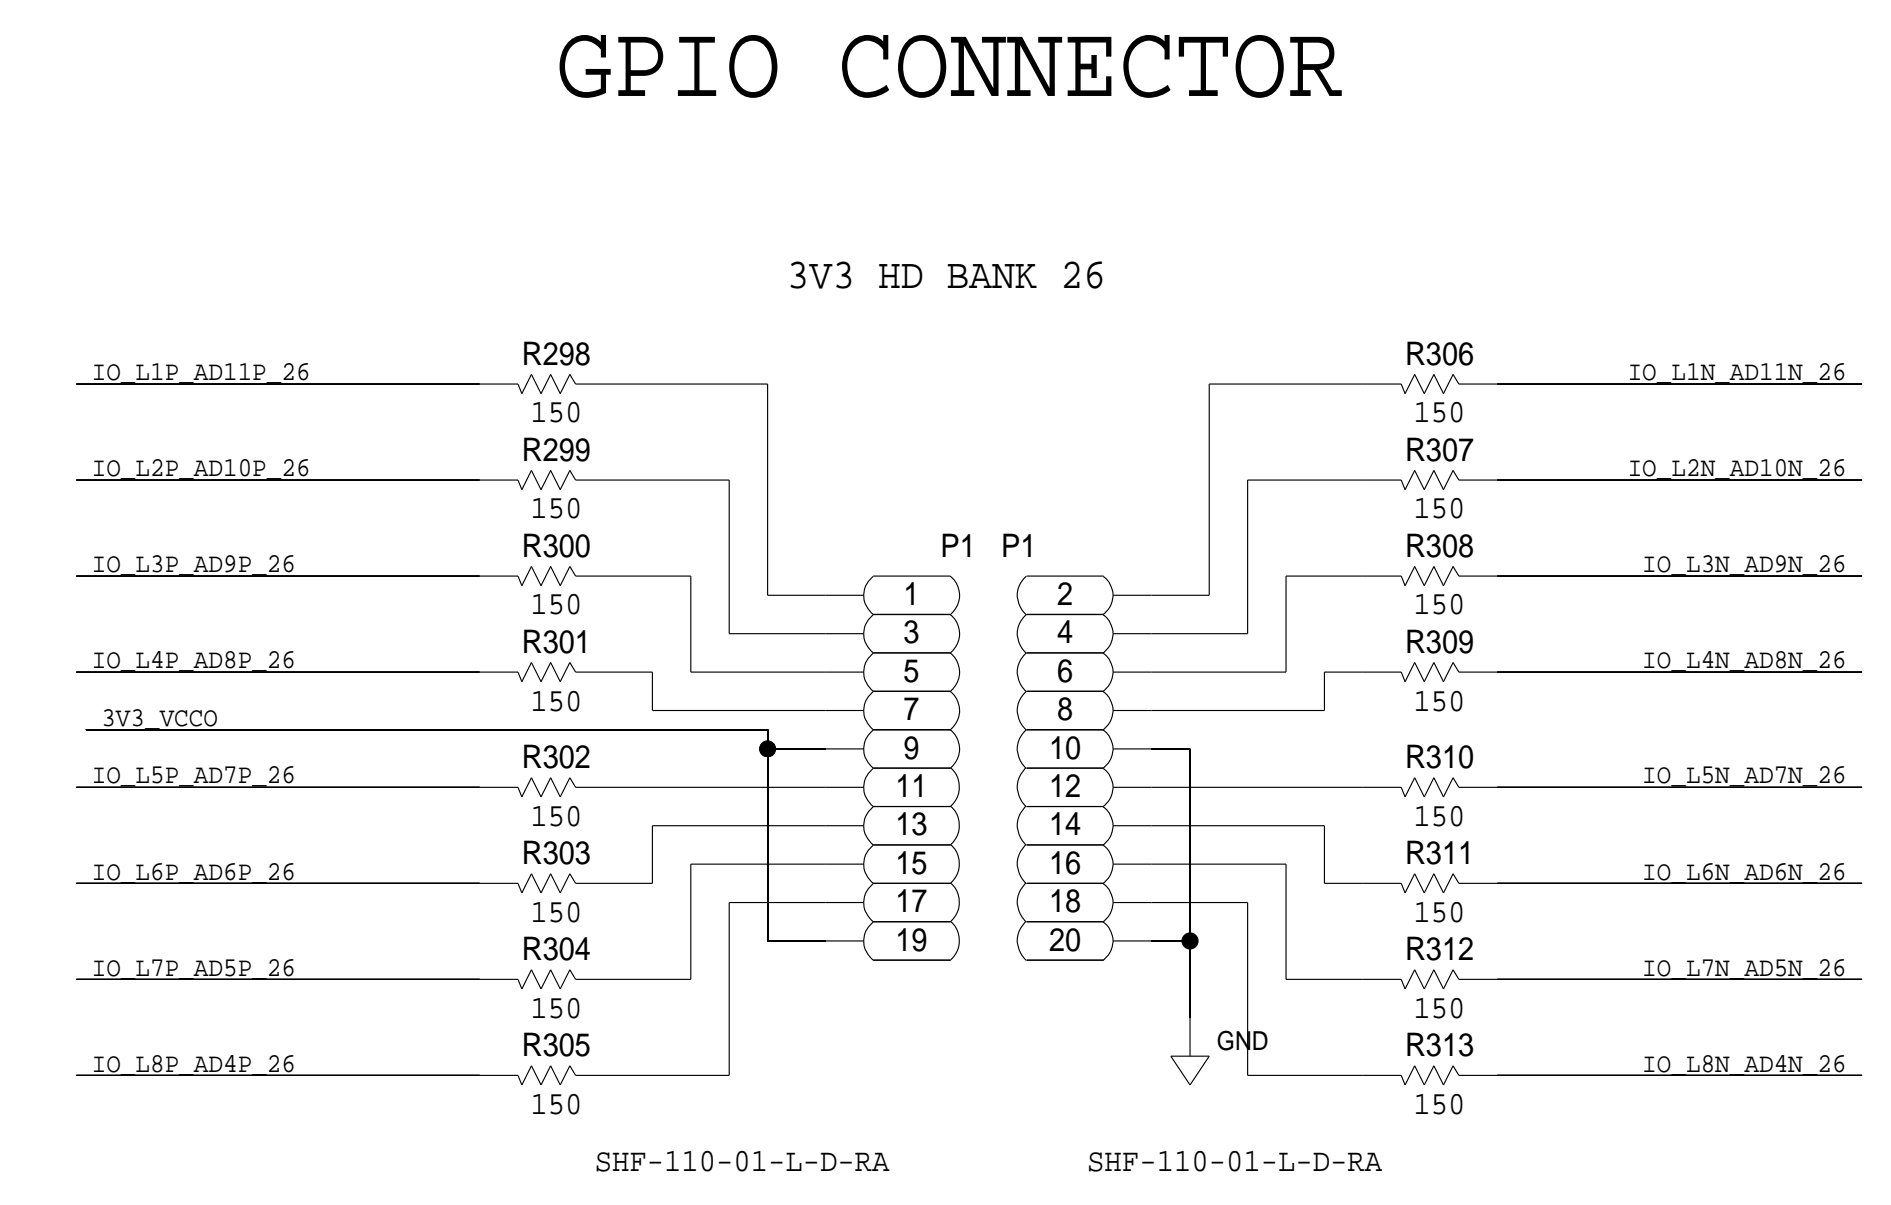 GPIO CONNECTOR
3V3 HD BANK 26
R298 R306
IO_L1P_AD11P_26 IO_L1N_AD11N_26
150 150
R299 R307
IO_L2P_AD10P_26 IO_L2N_AD10N_26
150 150
P1 P1
R300 R308
IO_L3P_AD9P_26 IO_L3N_AD9N_26
1 2
150 150
3 4
R301 R309
IO_L4P_AD8P_26 IO_L4N_AD8N_26
5 6
150 150
7 8
3V3_VCCO
9 10
R302 R310
IO_L5P_AD7P_26 IO_L5N_AD7N_26
11 12
150 150
13 14
R303 R311
15 16
IO_L6P_AD6P_26 IO_L6N_AD6N_26
17 18
150 150
19 20
R304 R312
IO_L7P_AD5P_26 IO_L7N_AD5N_26
150 150
GND
R305 R313
IO_L8P_AD4P_26 IO_L8N_AD4N_26
150 150
SHF-110-01-L-D-RA SHF-110-01-L-D-RA